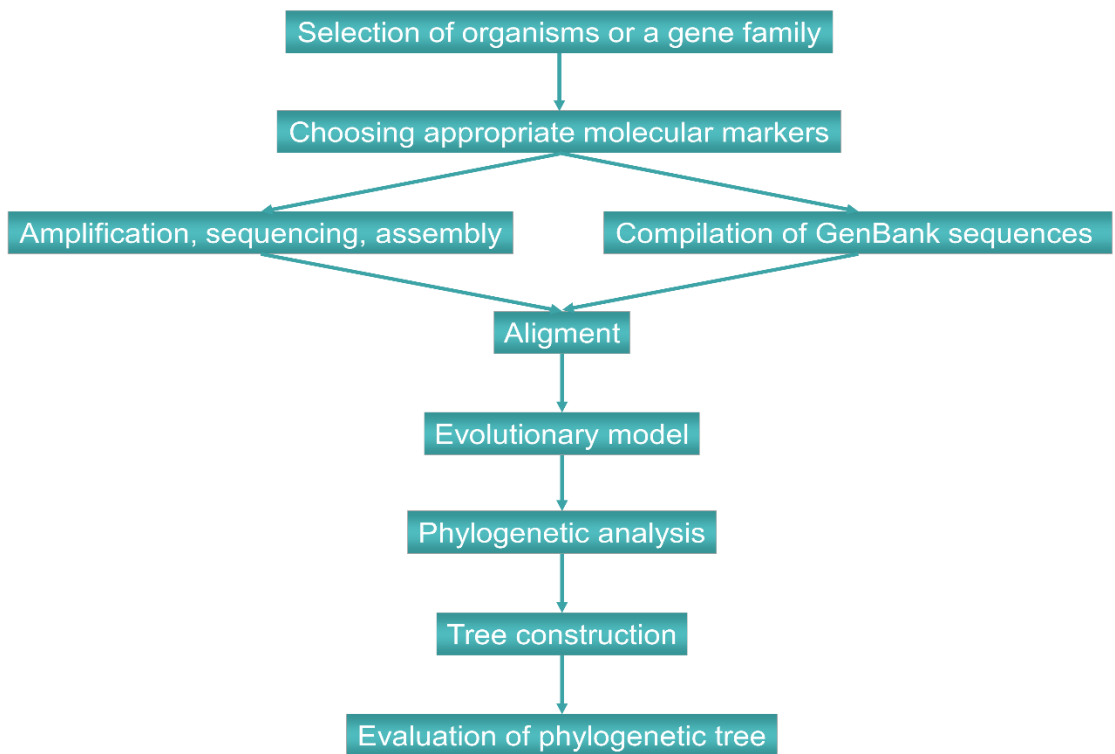 Selection of organisms or a gene family
Choosing appropriate molecular markers
Amplification, sequencing, assembly
Compilation of GenBank sequences
Aligment
Evolutionary model
Phylogenetic analysis
Tree construction
Evaluation of phylogenetic tree